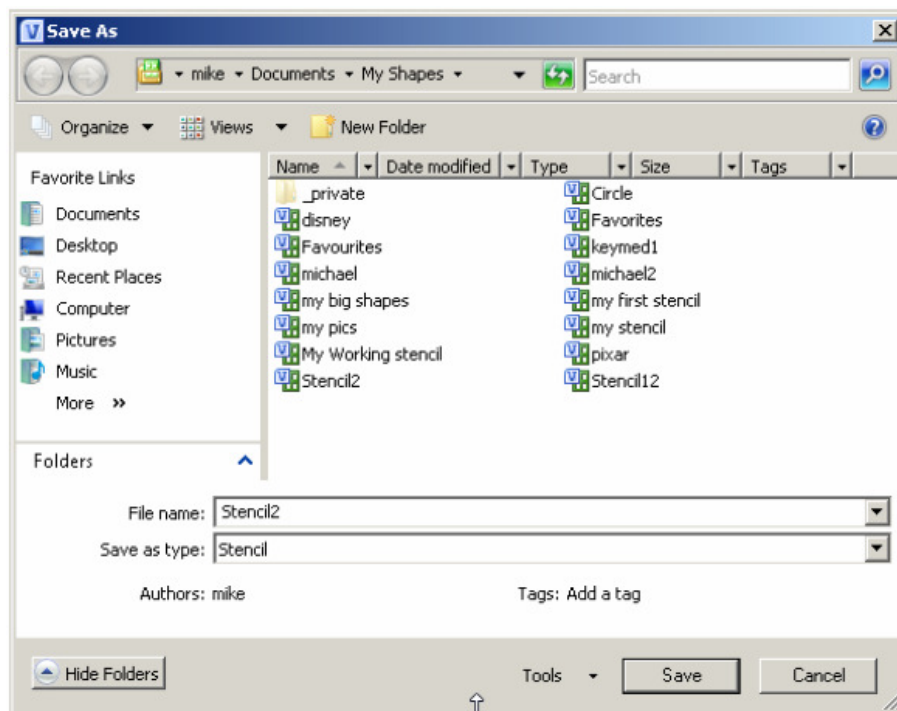 Save As
mike Documents My Shapes Search
Organize Views New Folder
Favorite Links
Documents
Desktop
Recent Places
Computer
Pictures
Music
More »
Folders
Name Date modified Type Size Tags
_private Circle
disney Favorites
Favourites keymed1
michael michael2
my big shapes my first stencil
my pics my stencil
My Working stencil pixar
Stencil2 Stencil12
File name: Stencil2
Save as type: Stencil
Authors: mike Tags: Add a tag
Hide Folders Tools Save Cancel